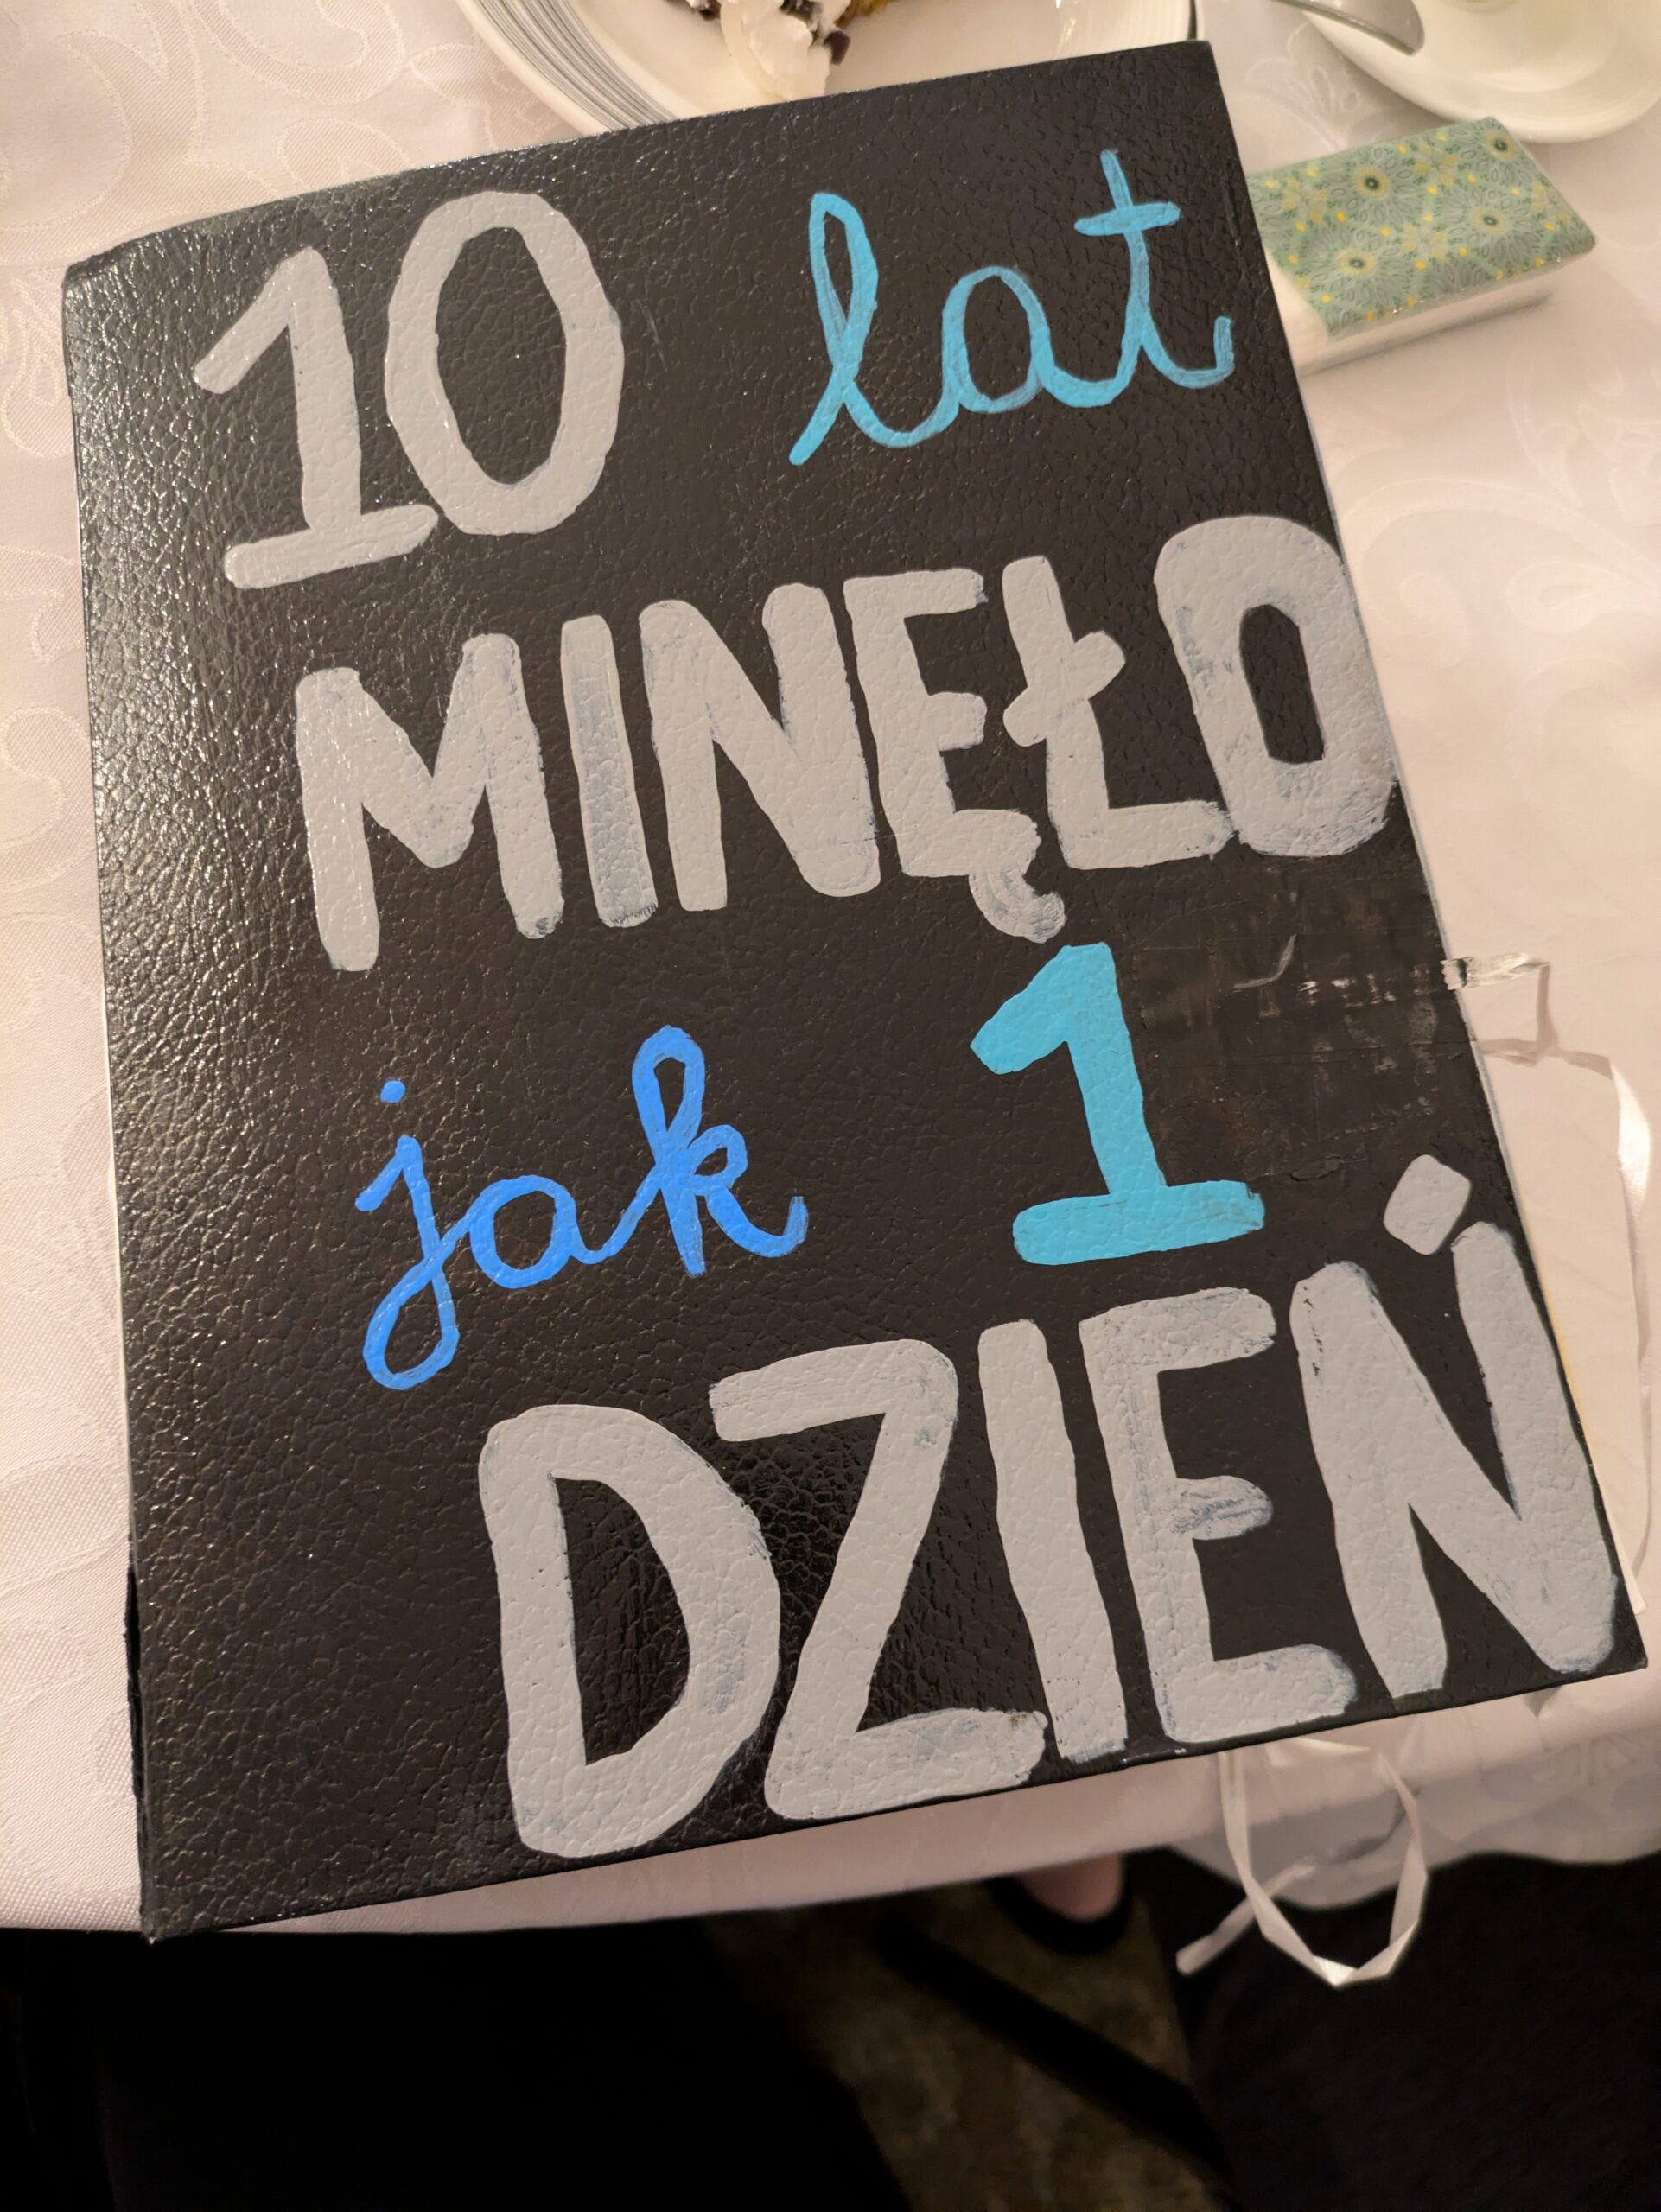 10 lat
MINĘŁO
jak 1
DZIEŃ